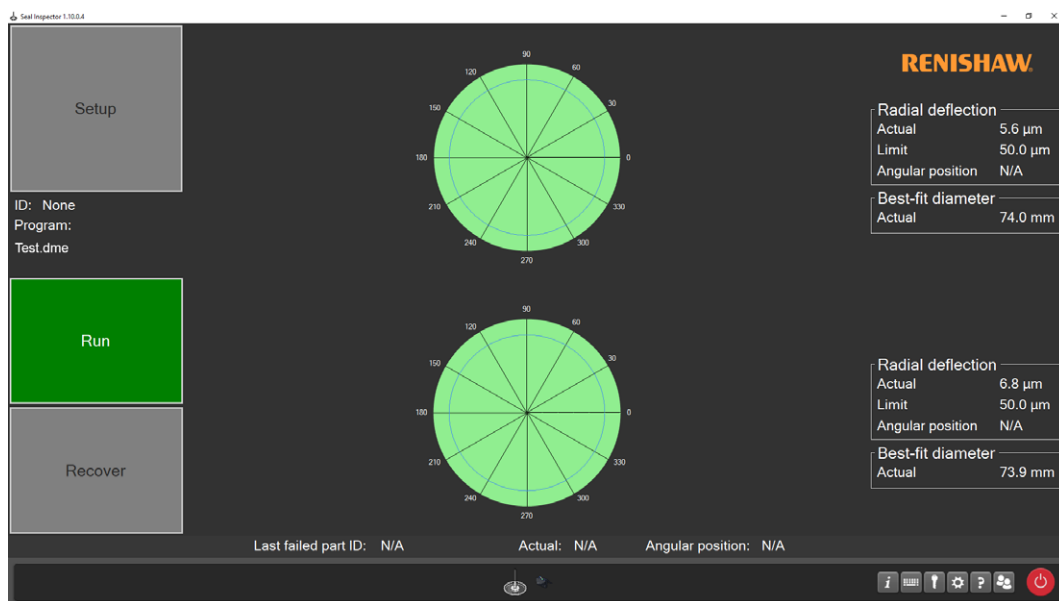 Seal Inspector 1.10.0.4
Setup
ID: None
Program:
Test.dme
Run
Recover
90
120
60
150
30
180
0
210
330
240
300
270
90
120
60
150
30
180
0
210
330
240
300
270
RENISHAW.
Radial deflection
Actual 5.6 µm
Limit 50.0 µm
Angular position N/A
Best-fit diameter
Actual 74.0 mm
Radial deflection
Actual 6.8 µm
Limit 50.0 µm
Angular position N/A
Best-fit diameter
Actual 73.9 mm
Last failed part ID: N/A Actual: N/A Angular position: N/A